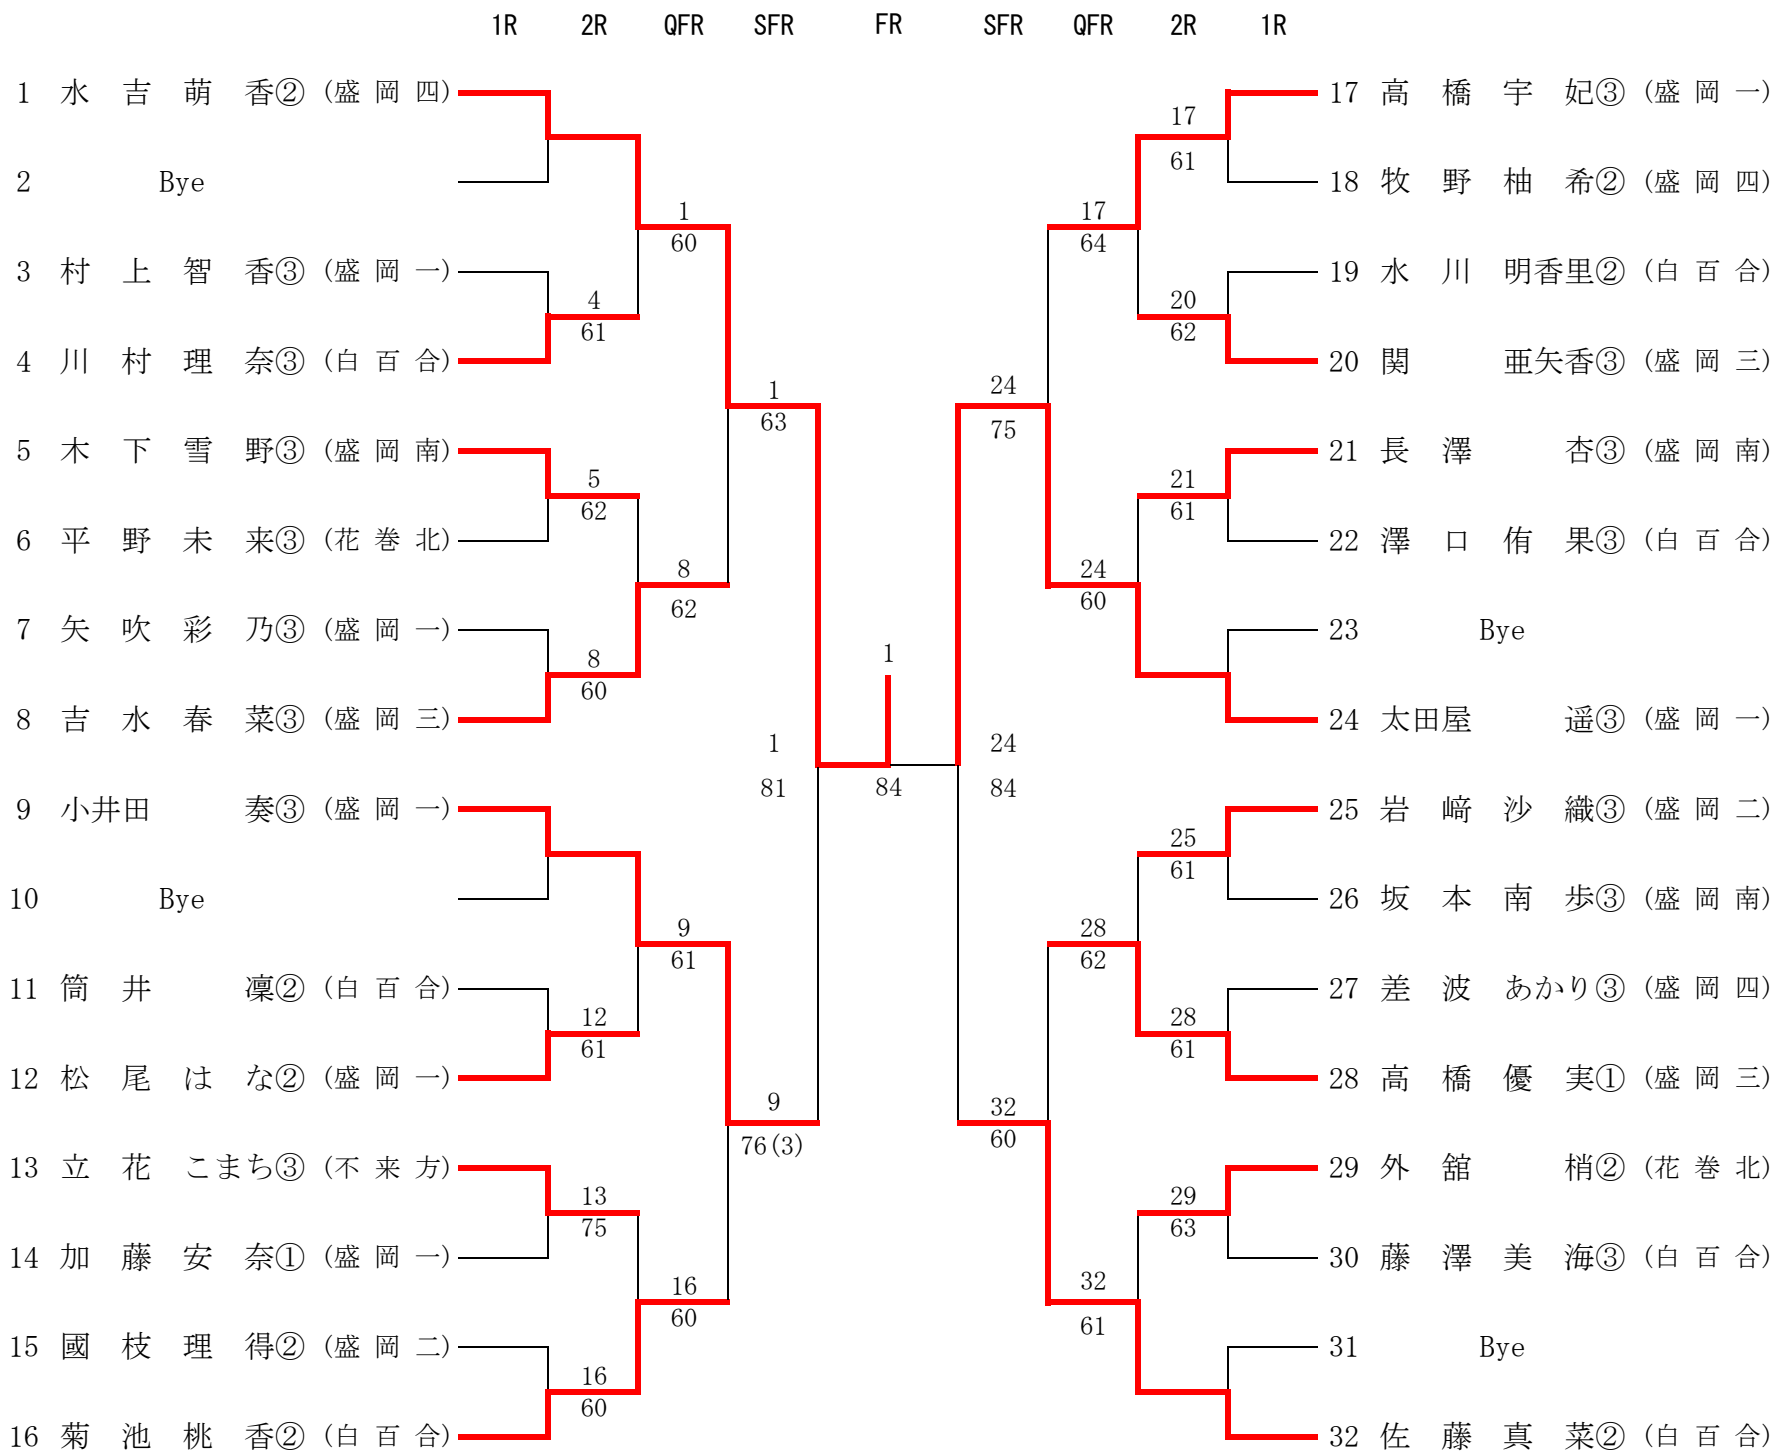 1R 2R QFR SFR FR SFR QFR 2R 1R
1 水吉萌香② (盛岡四)
2 Bye
3 村上智香③ (盛岡一)
4 川村理奈③ (白百合)
5 木下雪野③ (盛岡南)
6 平野未来③ (花巻北)
7 矢吹彩乃③ (盛岡一)
8 吉水春菜③ (盛岡三)
9 小井田奏③ (盛岡一)
10 Bye
11 筒井凜② (白百合)
12 松尾はな② (盛岡一)
13 立花こまち③ (不来方)
14 加藤安奈① (盛岡一)
15 國枝理得② (盛岡二)
16 菊池桃香② (白百合)
4
61
5
62
8
60
12
61
13
75
16
60
1
60
8
62
9
61
16
60
1
63
9
76(3)
1
81
1
84
24
84
24
75
32
60
17
64
24
60
28
62
32
61
17
61
20
62
21
61
25
61
28
61
29
63
17 高橋宇妃③ (盛岡一)
18 牧野柚希② (盛岡四)
19 水川明香里② (白百合)
20 関亜矢香③ (盛岡三)
21 長澤杏③ (盛岡南)
22 澤口侑果③ (白百合)
23 Bye
24 太田屋遥③ (盛岡一)
25 岩﨑沙織③ (盛岡二)
26 坂本南歩③ (盛岡南)
27 差波あかり③ (盛岡四)
28 高橋優実① (盛岡三)
29 外舘梢② (花巻北)
30 藤澤美海③ (白百合)
31 Bye
32 佐藤真菜② (白百合)